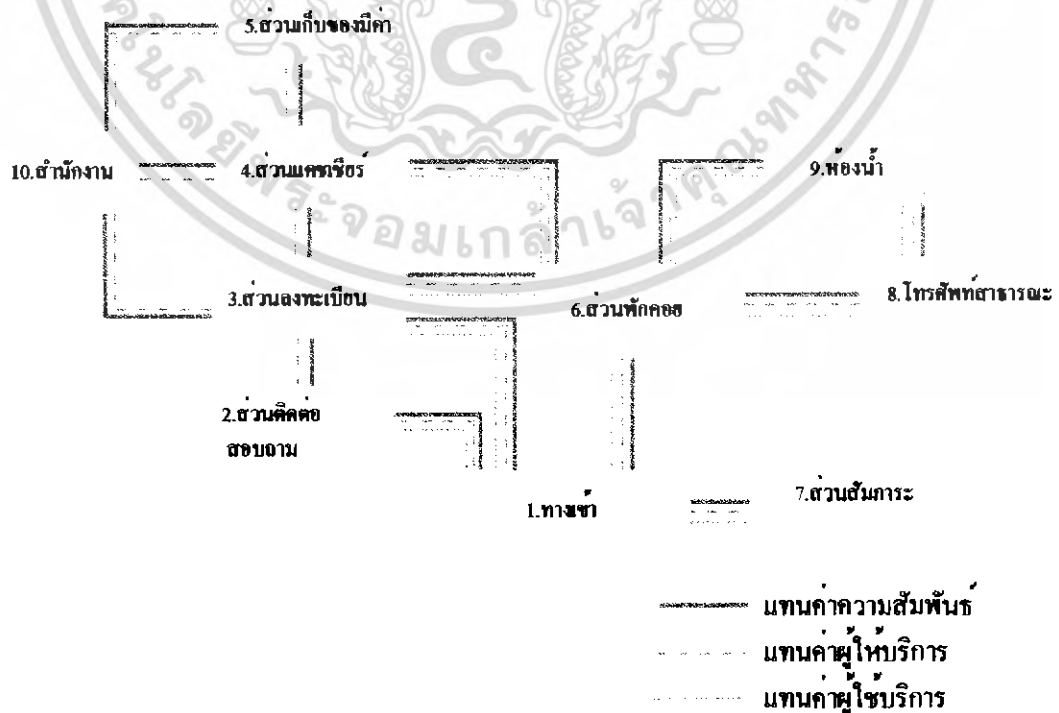 5.ส่วนเก็บของมีค่า
10.สำนักงาน
4.ส่วนแคชเชียร์
9.ห้องน้ำ
3.ส่วนลงทะเบียน
6.ส่วนพักคอย
8.โทรศัพท์สาธารณะ
2.ส่วนติดต่อ
สอบถาม
1.ทางเข้า
7.ส่วนสัมภาระ
แทนค่าความสัมพันธ์
แทนค่าผู้ให้บริการ
แทนค่าผู้ใช้บริการ